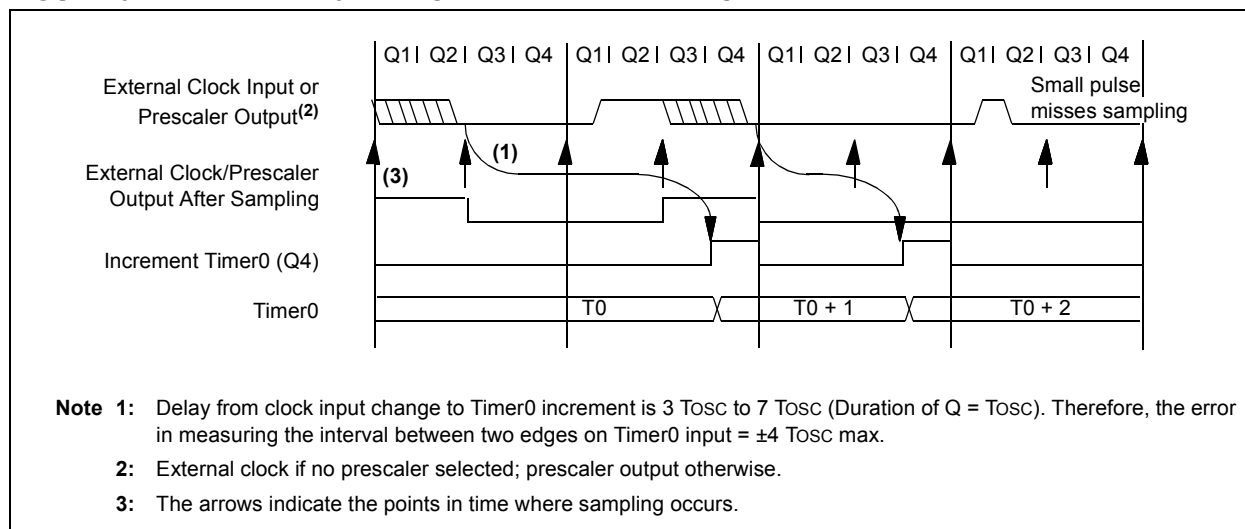 Q1 Q2 Q3 Q4 Q1 Q2 Q3 Q4 Q1 Q2 Q3 Q4 Q1 Q2 Q3 Q4
External Clock Input or
Prescaler Output(2)
Small pulse
misses sampling
(1)
External Clock/Prescaler
Output After Sampling
(3)
Increment Timer0 (Q4)
Timer0
T0
T0 + 1
T0 + 2
Note 1: Delay from clock input change to Timer0 increment is 3 TOSC to 7 TOSC (Duration of Q = TOSC). Therefore, the error
in measuring the interval between two edges on Timer0 input = ±4 TOSC max.
2: External clock if no prescaler selected; prescaler output otherwise.
3: The arrows indicate the points in time where sampling occurs.